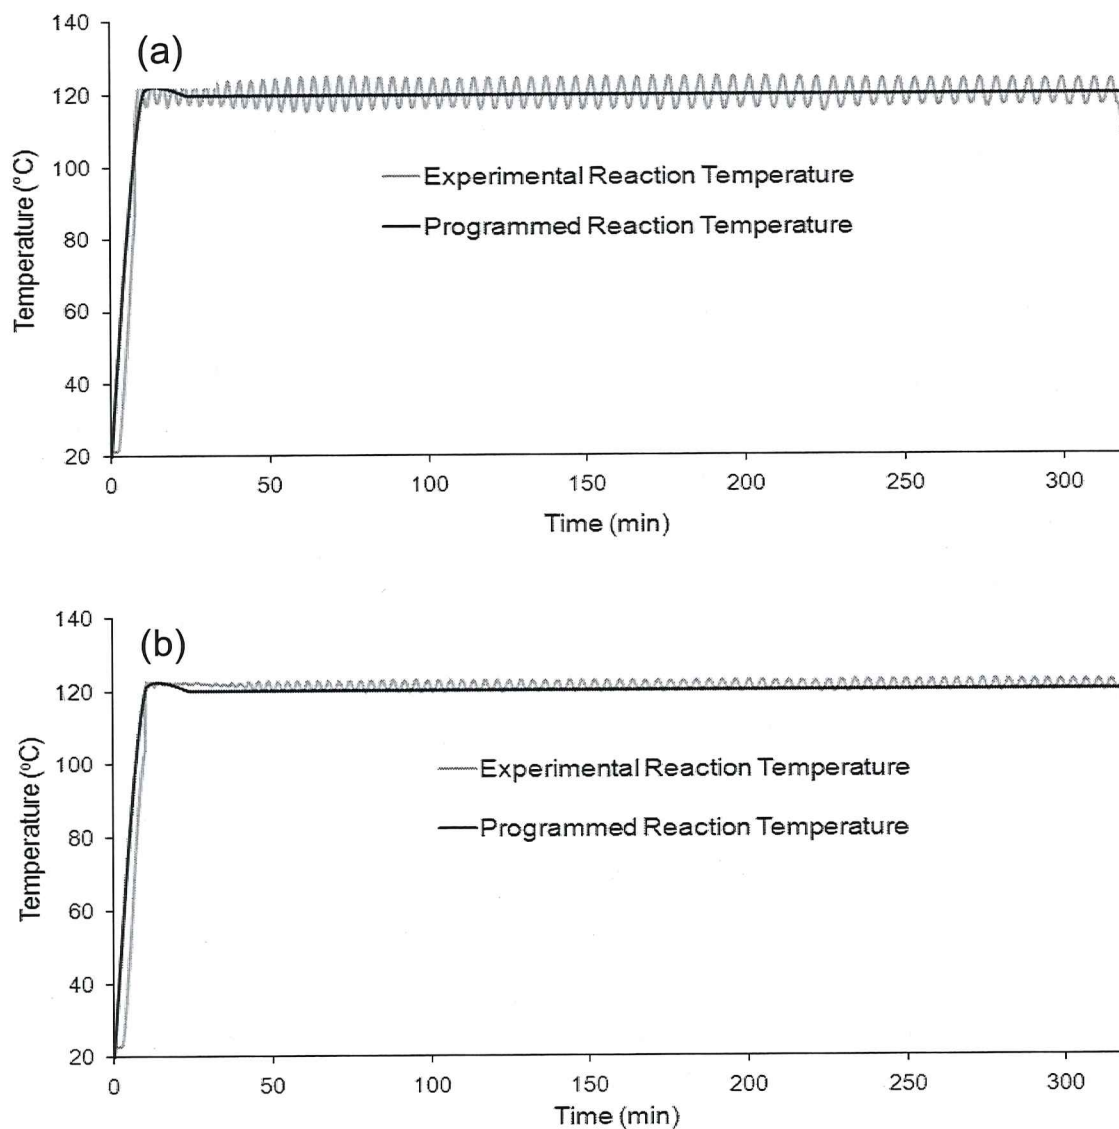 (a)
140
120
100
80
60
40
20
Temperature (°C)
Experimental Reaction Temperature
Programmed Reaction Temperature
0 50 100 150 200 250 300
Time (min)
(b)
140
120
100
80
60
40
20
Temperature (°C)
Experimental Reaction Temperature
Programmed Reaction Temperature
0 50 100 150 200 250 300
Time (min)